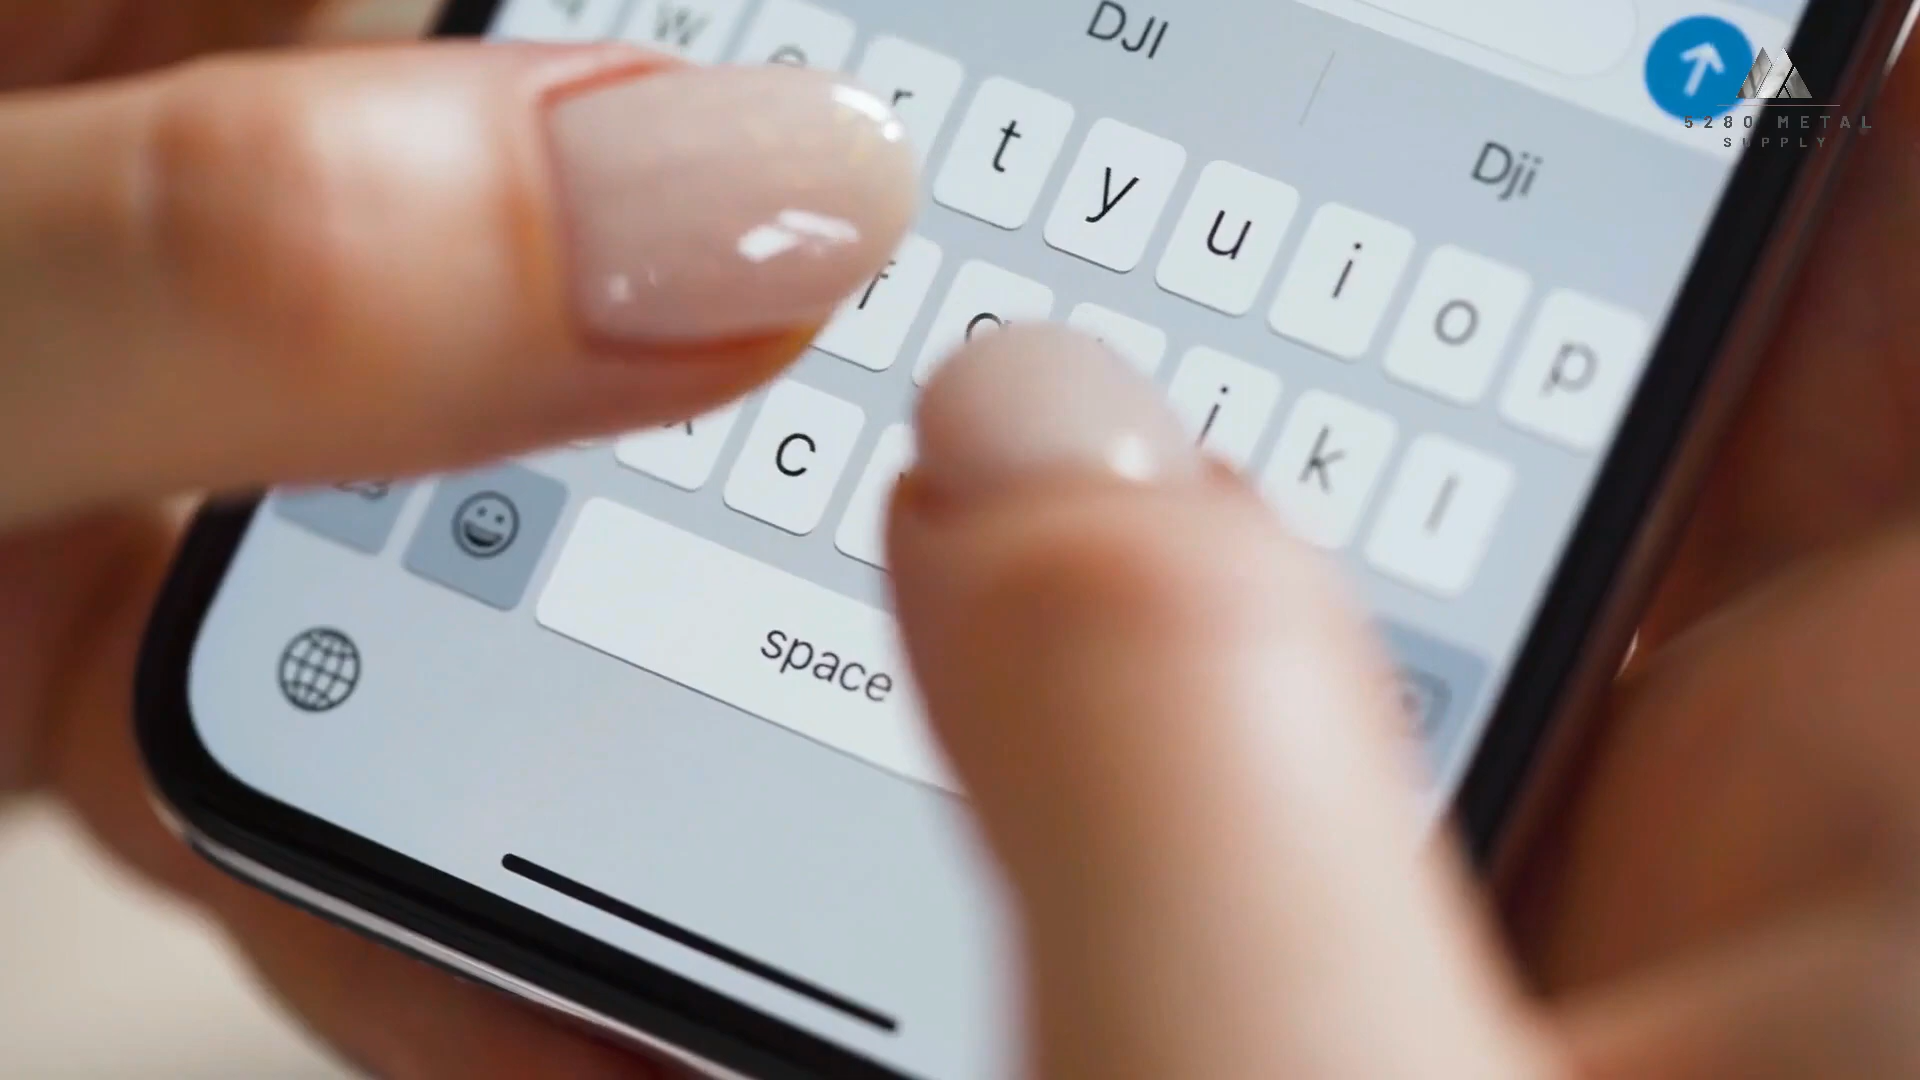 DJI
Dji
5280 METAL
SUPPLY
w e r t y u i o p
f g j k l
c
space